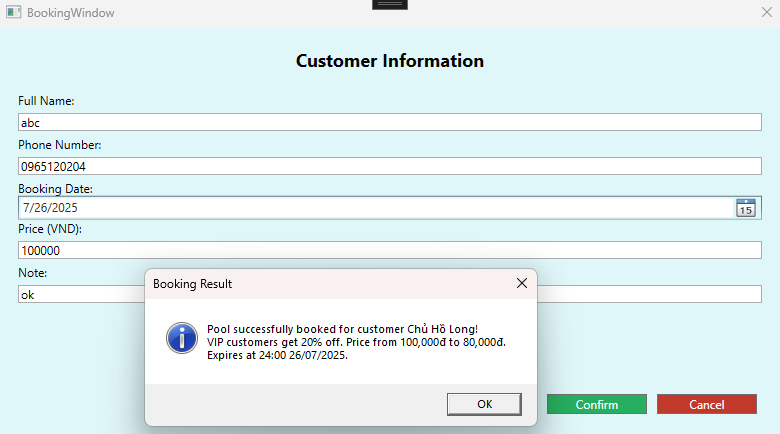 BookingWindow
Customer Information
Full Name:
abc
Phone Number:
0965120204
Booking Date:
7/26/2025
15
Price (VND):
100000
Note:
ok
Booking Result
Pool successfully booked for customer Chủ Hồ Long!
VIP customers get 20% off. Price from 100,000đ to 80,000đ.
Expires at 24:00 26/07/2025.
OK
Confirm
Cancel